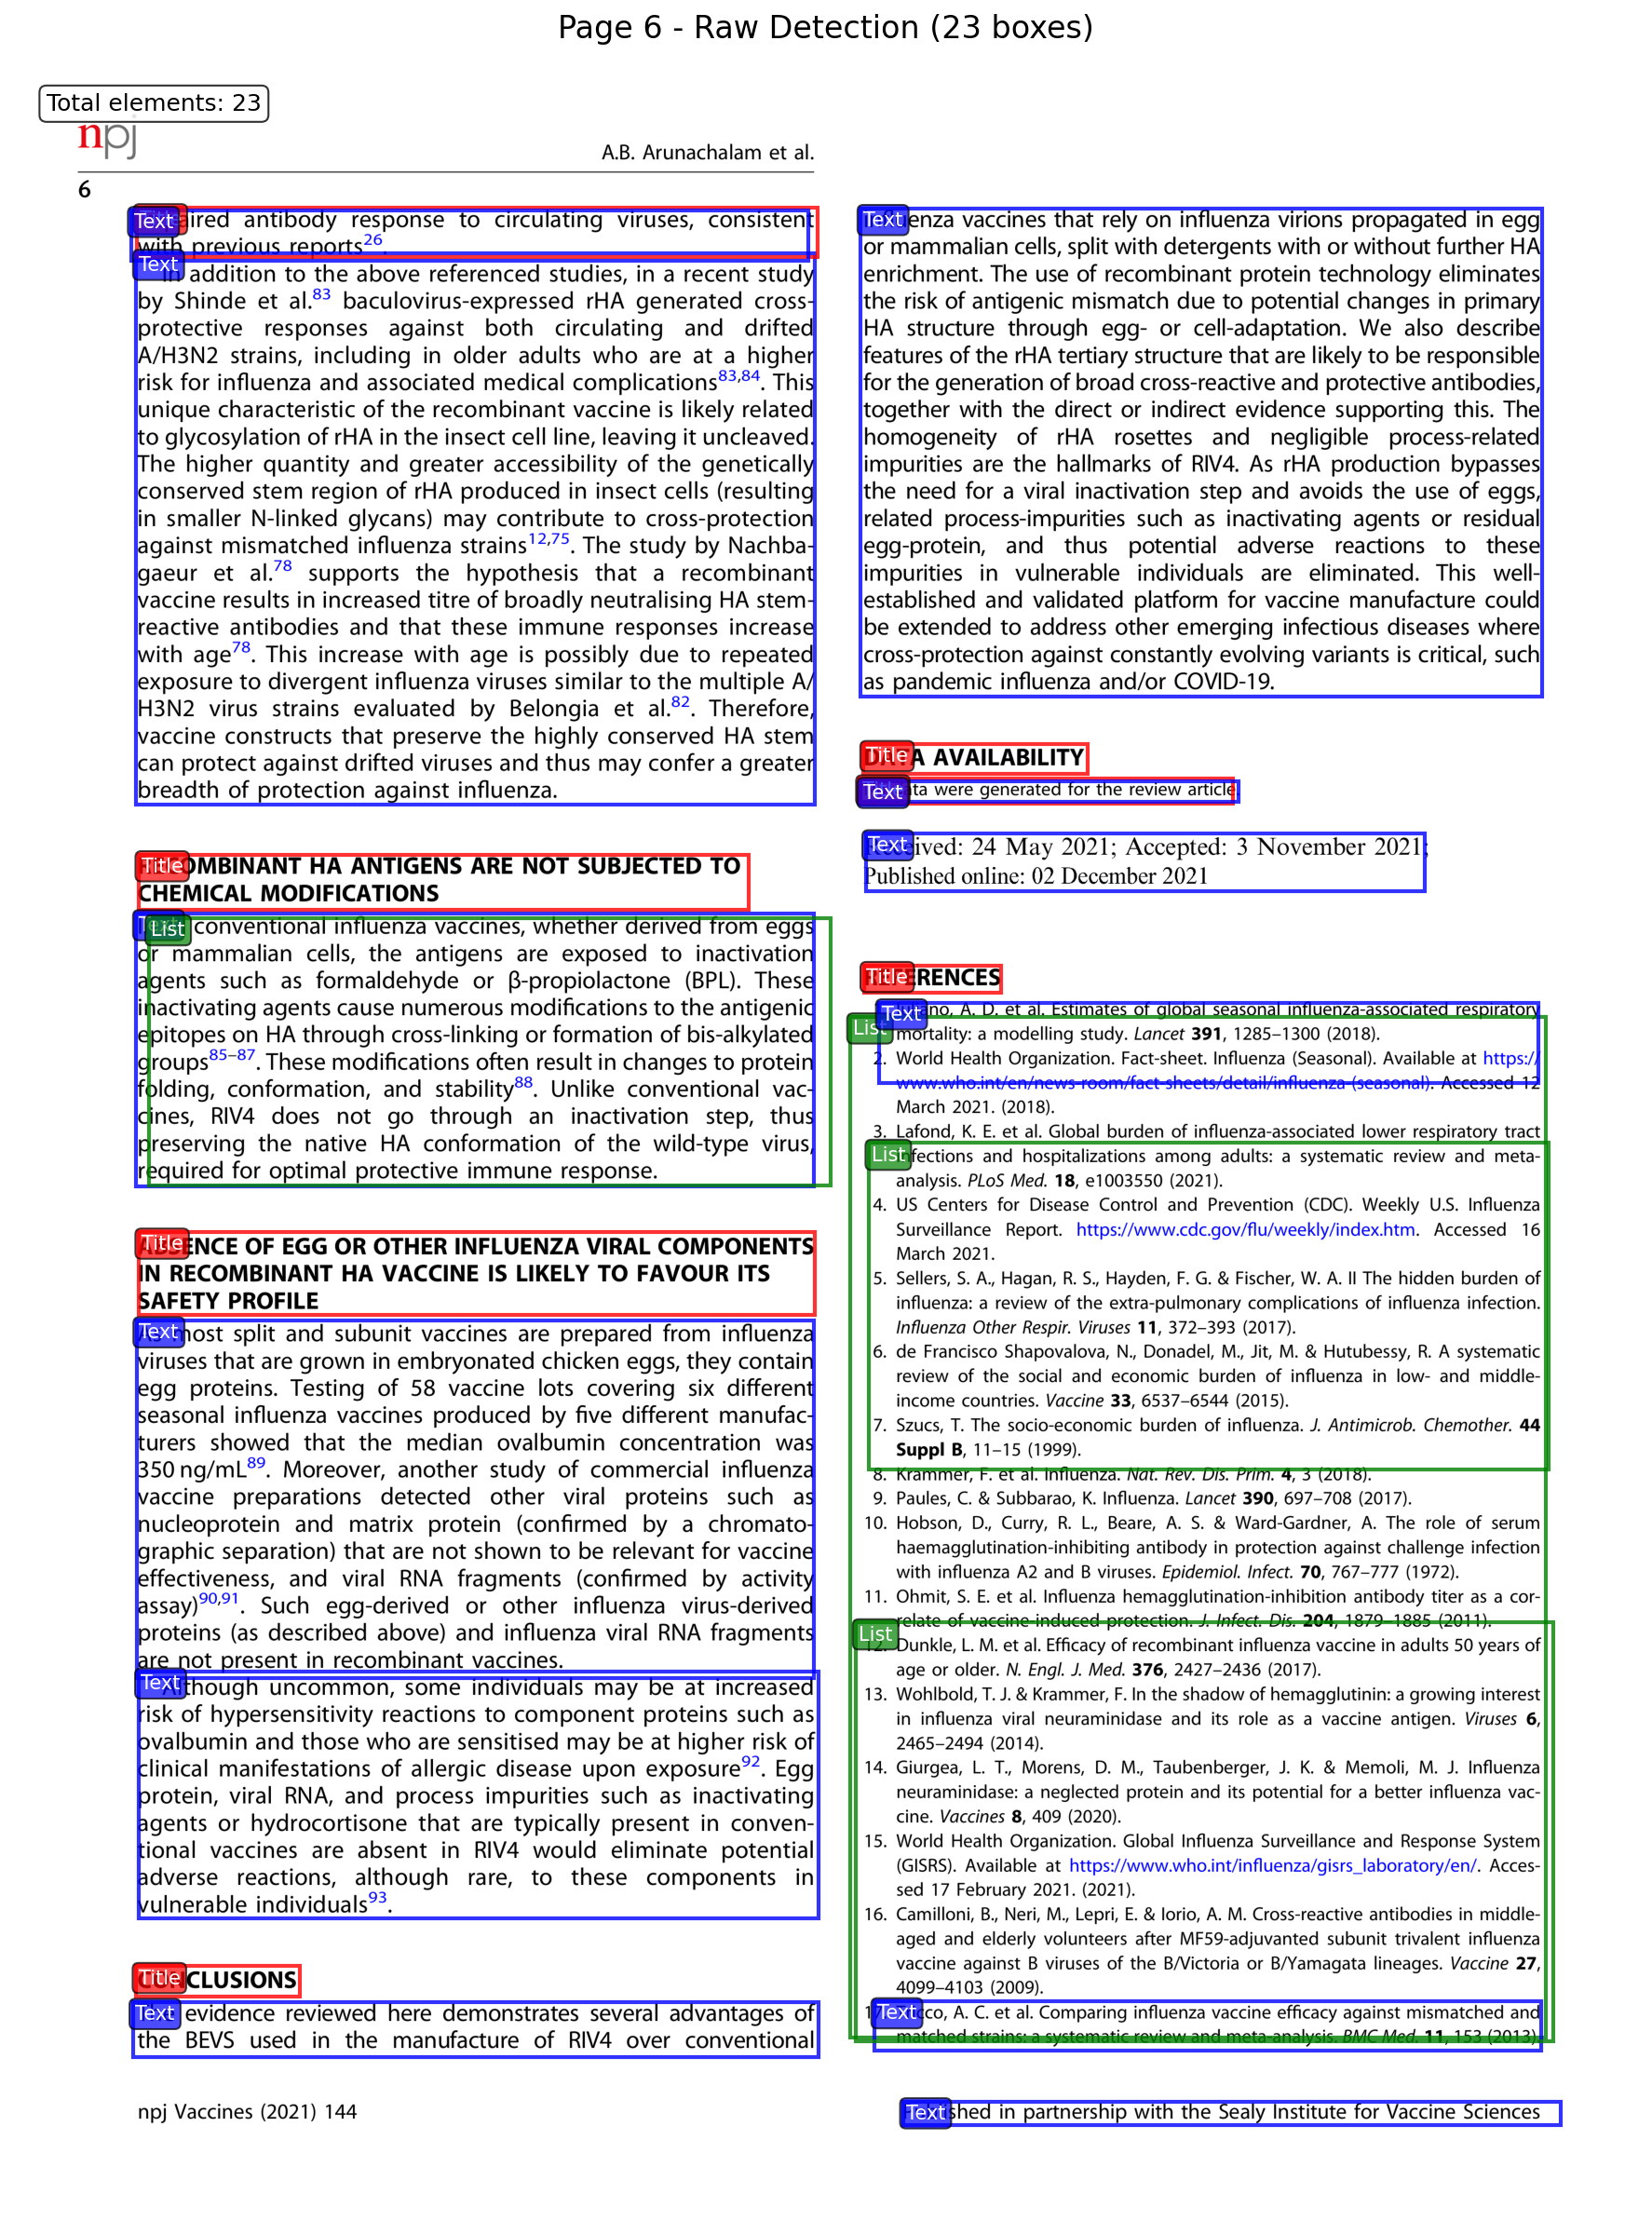 Page 6 - Raw Detection (23 boxes)
Total elements: 23
npj
A.B. Arunachalam et al.
6
Text antibody response to circulating viruses, consistent
with previous reports26.
Text
In addition to the above referenced studies, in a recent study
by Shinde et al.83 baculovirus-expressed rHA generated cross-
protective responses against both circulating and drifted
A/H3N2 strains, including in older adults who are at a higher
risk for influenza and associated medical complications83,84. This
unique characteristic of the recombinant vaccine is likely related
to glycosylation of rHA in the insect cell line, leaving it uncleaved.
The higher quantity and greater accessibility of the genetically
conserved stem region of rHA produced in insect cells (resulting
in smaller N-linked glycans) may contribute to cross-protection
against mismatched influenza strains12,75. The study by Nachba-
gaeur et al.78 supports the hypothesis that a recombinant
vaccine results in increased titre of broadly neutralising HA stem-
reactive antibodies and that these immune responses increase
with age78. This increase with age is possibly due to repeated
exposure to divergent influenza viruses similar to the multiple A/
H3N2 virus strains evaluated by Belongia et al.82. Therefore,
vaccine constructs that preserve the highly conserved HA stem
can protect against drifted viruses and thus may confer a greater
breadth of protection against influenza.
Title RECOMBINANT HA ANTIGENS ARE NOT SUBJECTED TO
CHEMICAL MODIFICATIONS
Text List conventional influenza vaccines, whether derived from eggs
or mammalian cells, the antigens are exposed to inactivation
agents such as formaldehyde or β-propiolactone (BPL). These
inactivating agents cause numerous modifications to the antigenic
epitopes on HA through cross-linking or formation of bis-alkylated
groups85–87. These modifications often result in changes to protein
folding, conformation, and stability88. Unlike conventional vac-
cines, RIV4 does not go through an inactivation step, thus
preserving the native HA conformation of the wild-type virus,
required for optimal protective immune response.
Title ABSENCE OF EGG OR OTHER INFLUENZA VIRAL COMPONENTS
IN RECOMBINANT HA VACCINE IS LIKELY TO FAVOUR ITS
SAFETY PROFILE
Text As most split and subunit vaccines are prepared from influenza
viruses that are grown in embryonated chicken eggs, they contain
egg proteins. Testing of 58 vaccine lots covering six different
seasonal influenza vaccines produced by five different manufac-
turers showed that the median ovalbumin concentration was
350 ng/mL89. Moreover, another study of commercial influenza
vaccine preparations detected other viral proteins such as
nucleoprotein and matrix protein (confirmed by a chromato-
graphic separation) that are not shown to be relevant for vaccine
effectiveness, and viral RNA fragments (confirmed by activity
assay)90,91. Such egg-derived or other influenza virus-derived
proteins (as described above) and influenza viral RNA fragments
are not present in recombinant vaccines.
Text Although uncommon, some individuals may be at increased
risk of hypersensitivity reactions to component proteins such as
ovalbumin and those who are sensitised may be at higher risk of
clinical manifestations of allergic disease upon exposure92. Egg
protein, viral RNA, and process impurities such as inactivating
agents or hydrocortisone that are typically present in conven-
tional vaccines are absent in RIV4 would eliminate potential
adverse reactions, although rare, to these components in
vulnerable individuals93.
Title CONCLUSIONS
Text evidence reviewed here demonstrates several advantages of
the BEVS used in the manufacture of RIV4 over conventional
Text influenza vaccines that rely on influenza virions propagated in egg
or mammalian cells, split with detergents with or without further HA
enrichment. The use of recombinant protein technology eliminates
the risk of antigenic mismatch due to potential changes in primary
HA structure through egg- or cell-adaptation. We also describe
features of the rHA tertiary structure that are likely to be responsible
for the generation of broad cross-reactive and protective antibodies,
together with the direct or indirect evidence supporting this. The
homogeneity of rHA rosettes and negligible process-related
impurities are the hallmarks of RIV4. As rHA production bypasses
the need for a viral inactivation step and avoids the use of eggs,
related process-impurities such as inactivating agents or residual
egg-protein, and thus potential adverse reactions to these
impurities in vulnerable individuals are eliminated. This well-
established and validated platform for vaccine manufacture could
be extended to address other emerging infectious diseases where
cross-protection against constantly evolving variants is critical, such
as pandemic influenza and/or COVID-19.
Title DATA AVAILABILITY
Text data were generated for the review article.
Text Received: 24 May 2021; Accepted: 3 November 2021;
Published online: 02 December 2021
Title REFERENCES
Text A. D. et al. Estimates of global seasonal influenza-associated respiratory
List mortality: a modelling study. Lancet 391, 1285–1300 (2018).
2. World Health Organization. Fact-sheet. Influenza (Seasonal). Available at https://
www.who.int/en/news-room/fact-sheets/detail/influenza-(seasonal). Accessed 12
March 2021. (2018).
3. Lafond, K. E. et al. Global burden of influenza-associated lower respiratory tract
List infections and hospitalizations among adults: a systematic review and meta-
analysis. PLoS Med. 18, e1003550 (2021).
4. US Centers for Disease Control and Prevention (CDC). Weekly U.S. Influenza
Surveillance Report. https://www.cdc.gov/flu/weekly/index.htm. Accessed 16
March 2021.
5. Sellers, S. A., Hagan, R. S., Hayden, F. G. & Fischer, W. A. II The hidden burden of
influenza: a review of the extra-pulmonary complications of influenza infection.
Influenza Other Respir. Viruses 11, 372–393 (2017).
6. de Francisco Shapovalova, N., Donadel, M., Jit, M. & Hutubessy, R. A systematic
review of the social and economic burden of influenza in low- and middle-
income countries. Vaccine 33, 6537–6544 (2015).
7. Szucs, T. The socio-economic burden of influenza. J. Antimicrob. Chemother. 44
Suppl B, 11–15 (1999).
8. Krammer, F. et al. Influenza. Nat. Rev. Dis. Prim. 4, 3 (2018).
9. Paules, C. & Subbarao, K. Influenza. Lancet 390, 697–708 (2017).
10. Hobson, D., Curry, R. L., Beare, A. S. & Ward-Gardner, A. The role of serum
haemagglutination-inhibiting antibody in protection against challenge infection
with influenza A2 and B viruses. Epidemiol. Infect. 70, 767–777 (1972).
11. Ohmit, S. E. et al. Influenza hemagglutination-inhibition antibody titer as a cor-
relate of vaccine-induced protection. J. Infect. Dis. 204, 1879–1885 (2011).
List
12. Dunkle, L. M. et al. Efficacy of recombinant influenza vaccine in adults 50 years of
age or older. N. Engl. J. Med. 376, 2427–2436 (2017).
13. Wohlbold, T. J. & Krammer, F. In the shadow of hemagglutinin: a growing interest
in influenza viral neuraminidase and its role as a vaccine antigen. Viruses 6,
2465–2494 (2014).
14. Giurgea, L. T., Morens, D. M., Taubenberger, J. K. & Memoli, M. J. Influenza
neuraminidase: a neglected protein and its potential for a better influenza vac-
cine. Vaccines 8, 409 (2020).
15. World Health Organization. Global Influenza Surveillance and Response System
(GISRS). Available at https://www.who.int/influenza/gisrs_laboratory/en/. Acces-
sed 17 February 2021. (2021).
16. Camilloni, B., Neri, M., Lepri, E. & Iorio, A. M. Cross-reactive antibodies in middle-
aged and elderly volunteers after MF59-adjuvanted subunit trivalent influenza
vaccine against B viruses of the B/Victoria or B/Yamagata lineages. Vaccine 27,
4099–4103 (2009).
Text A. C. et al. Comparing influenza vaccine efficacy against mismatched and
matched strains: a systematic review and meta-analysis. BMC Med. 11, 153 (2013).
npj Vaccines (2021) 144
Text Published in partnership with the Sealy Institute for Vaccine Sciences